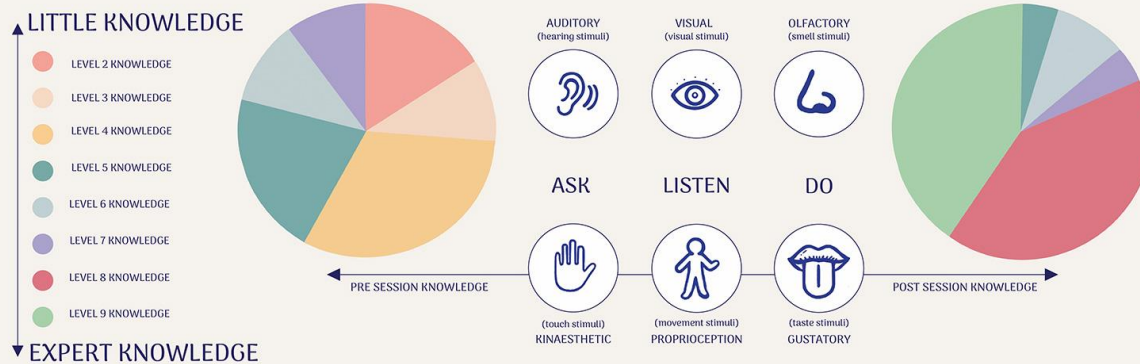 LITTLE KNOWLEDGE
LEVEL 2 KNOWLEDGE
LEVEL 3 KNOWLEDGE
LEVEL 4 KNOWLEDGE
LEVEL 5 KNOWLEDGE
LEVEL 6 KNOWLEDGE
LEVEL 7 KNOWLEDGE
LEVEL 8 KNOWLEDGE
LEVEL 9 KNOWLEDGE
EXPERT KNOWLEDGE
AUDITORY
(hearing stimuli)
VISUAL
(visual stimuli)
OLFACTORY
(smell stimuli)
ASK
LISTEN
DO
PRE SESSION KNOWLEDGE
POST SESSION KNOWLEDGE
(touch stimuli)
KINAESTHETIC
(movement stimuli)
PROPRIOCEPTION
(taste stimuli)
GUSTATORY